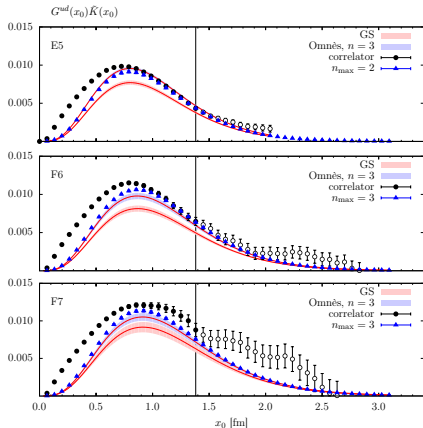 G^{ud}(x_0)K̃(x_0)
0.015
E5
GS
Omnès, n = 3
correlator
n_max = 2
0.010
0.005
0.015
F6
GS
Omnès, n = 3
correlator
n_max = 3
0.010
0.005
0.015
F7
GS
Omnès, n = 3
correlator
n_max = 3
0.010
0.005
0.0 0.5 1.0 1.5 2.0 2.5 3.0
x_0 [fm]